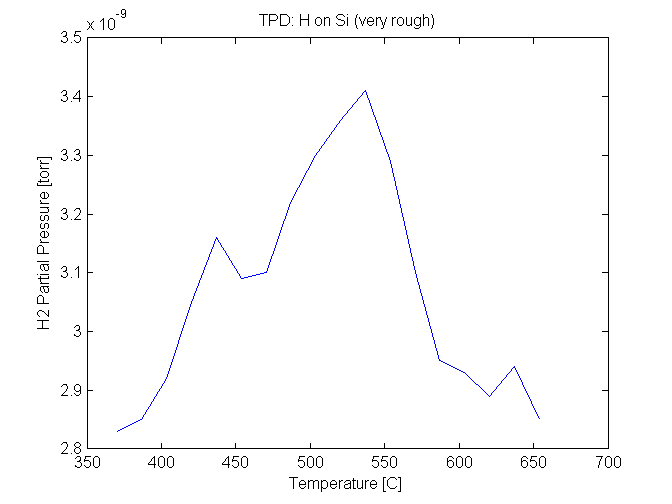 x 10^-9
TPD: H on Si (very rough)
3.5
3.4
3.3
3.2
3.1
3
2.9
2.8
H2 Partial Pressure [torr]
350 400 450 500 550 600 650 700
Temperature [C]